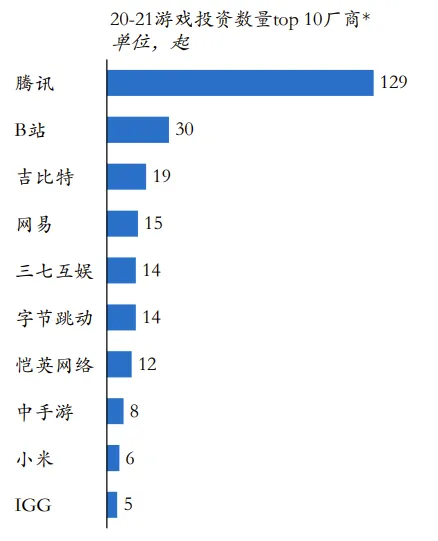 20-21游戏投资数量top 10厂商*
单位，起
腾讯 129
B站 30
吉比特 19
网易 15
三七互娱 14
字节跳动 14
恺英网络 12
中手游 8
小米 6
IGG 5